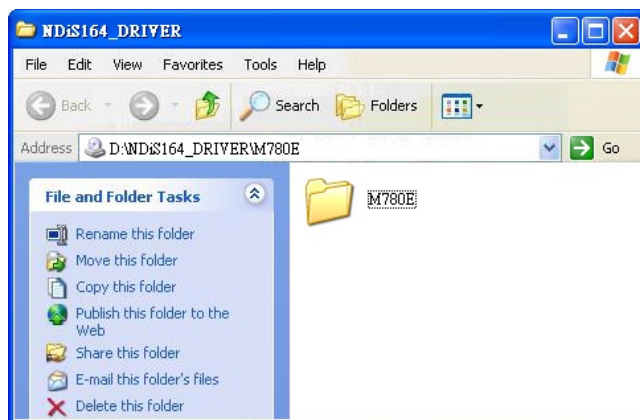 NDiS164_DRIVER
File Edit View Favorites Tools Help
Back Search Folders
Address D:\NDiS164_DRIVER\M780E Go
File and Folder Tasks
M780E
Rename this folder
Move this folder
Copy this folder
Publish this folder to the
Web
Share this folder
E-mail this folder's files
Delete this folder